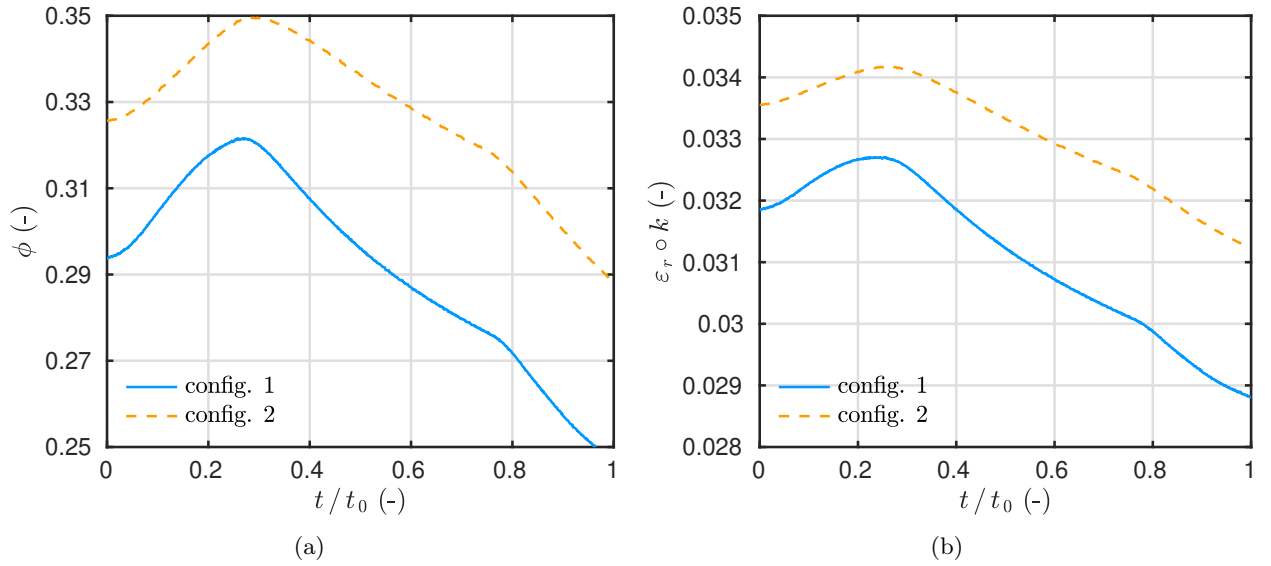 0.35
0.33
0.31
0.29
0.27
0.25
ϕ (-)
config. 1
config. 2
0
0.2
0.4
0.6
0.8
1
t / t₀ (-)
(a)
0.035
0.034
0.033
0.032
0.031
0.03
0.029
0.028
εᵣ ∘ k (-)
config. 1
config. 2
0
0.2
0.4
0.6
0.8
1
t / t₀ (-)
(b)